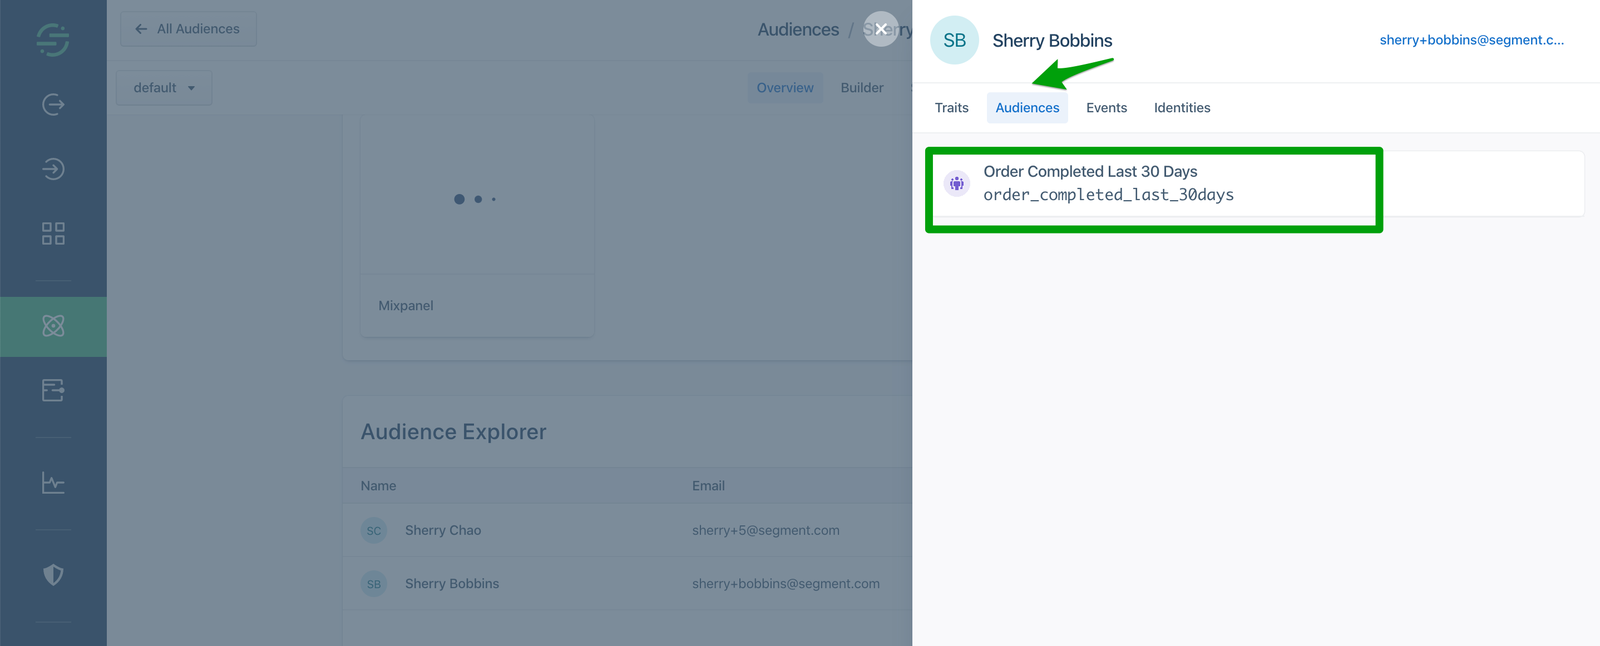 All Audiences
Audiences /
default
Overview
Builder
Mixpanel
Audience Explorer
Name
Email
SC
Sherry Chao
sherry+5@segment.com
SB
Sherry Bobbins
sherry+bobbins@segment.com
SB
Sherry Bobbins
sherry+bobbins@segment.c...
Traits
Audiences
Events
Identities
Order Completed Last 30 Days
order_completed_last_30days